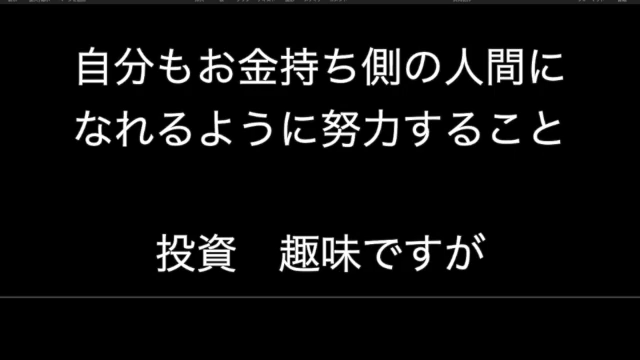 自分もお金持ち側の人間に
なれるように努力すること
投資　趣味ですが